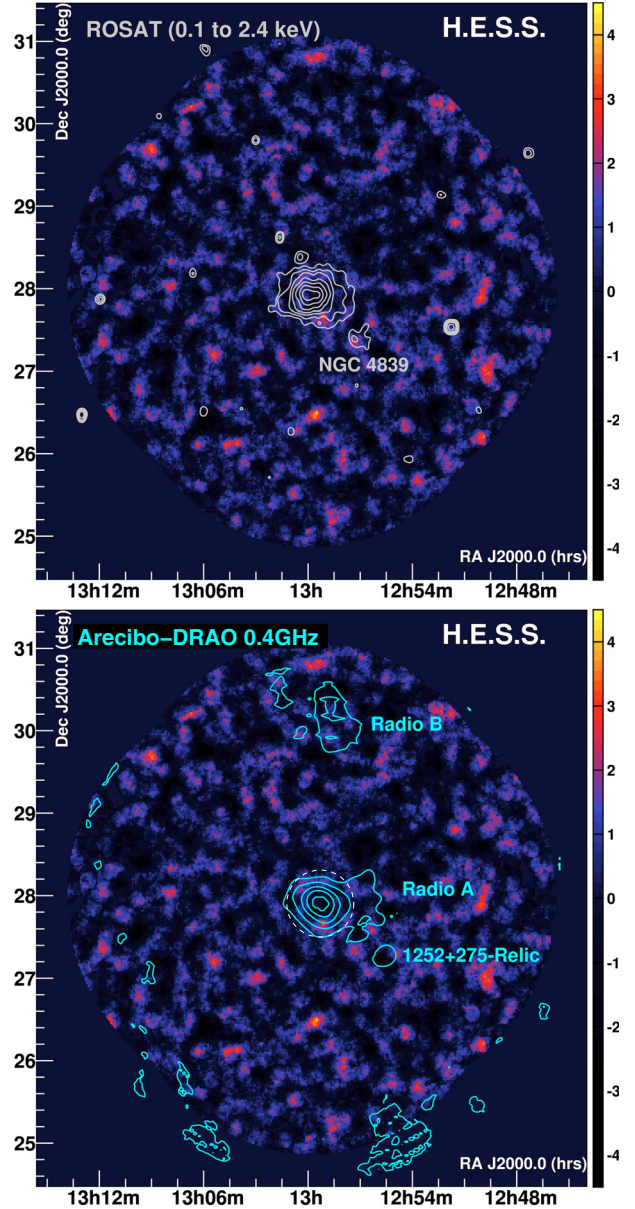 ROSAT (0.1 to 2.4 keV)
H.E.S.S.
Dec J2000.0 (deg)
31
30
29
28
27
26
25
NGC 4839
RA J2000.0 (hrs)
13h12m
13h06m
13h
12h54m
12h48m
4
3
2
1
0
-1
-2
-3
-4
Arecibo-DRAO 0.4GHz
H.E.S.S.
Dec J2000.0 (deg)
31
30
29
28
27
26
25
Radio B
Radio A
1252+275-Relic
RA J2000.0 (hrs)
13h12m
13h06m
13h
12h54m
12h48m
4
3
2
1
0
-1
-2
-3
-4